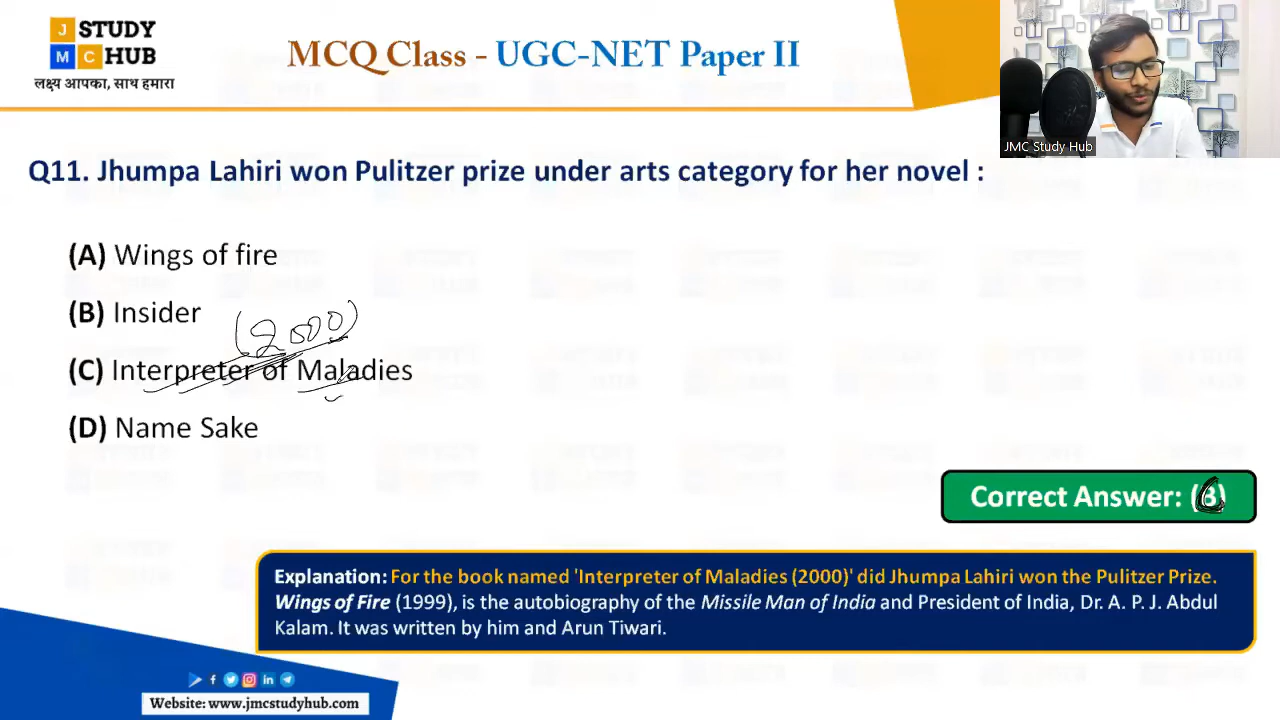 J STUDY
M C HUB
लक्ष्य आपका, साथ हमारा
MCQ Class - UGC-NET Paper II
JMC Study Hub
Q11. Jhumpa Lahiri won Pulitzer prize under arts category for her novel :
(A) Wings of fire
(B) Insider
(2000)
(C) Interpreter of Maladies
(D) Name Sake
Correct Answer: (C)
Explanation: For the book named 'Interpreter of Maladies (2000)' did Jhumpa Lahiri won the Pulitzer Prize.
Wings of Fire (1999), is the autobiography of the Missile Man of India and President of India, Dr. A. P. J. Abdul
Kalam. It was written by him and Arun Tiwari.
Website: www.jmcstudyhub.com